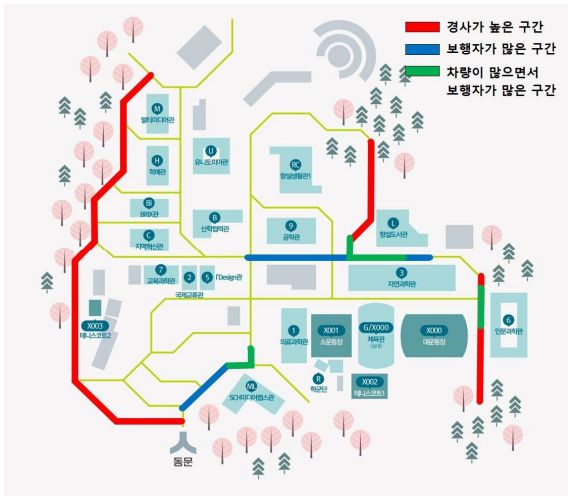 경사가 높은 구간
보행자가 많은 구간
차량이 많으면서
보행자가 많은 구간
M
멀티미디어관
H
학예관
U
유니토피아관
RC
향설생활관1
BI
BRIX관
B
산학협력관
9
공학관
L
향설도서관
C
지역혁신관
7
교육과학관
2
국제교류관
5
I'Design관
3
자연과학관
X003
테니스코트2
1
의료과학관
X001
소운동장
G/X000
체육관
X000
대운동장
6
인문과학관
R
학군단
X002
테니스코트1
ML
SCH미디어랩스관
동문